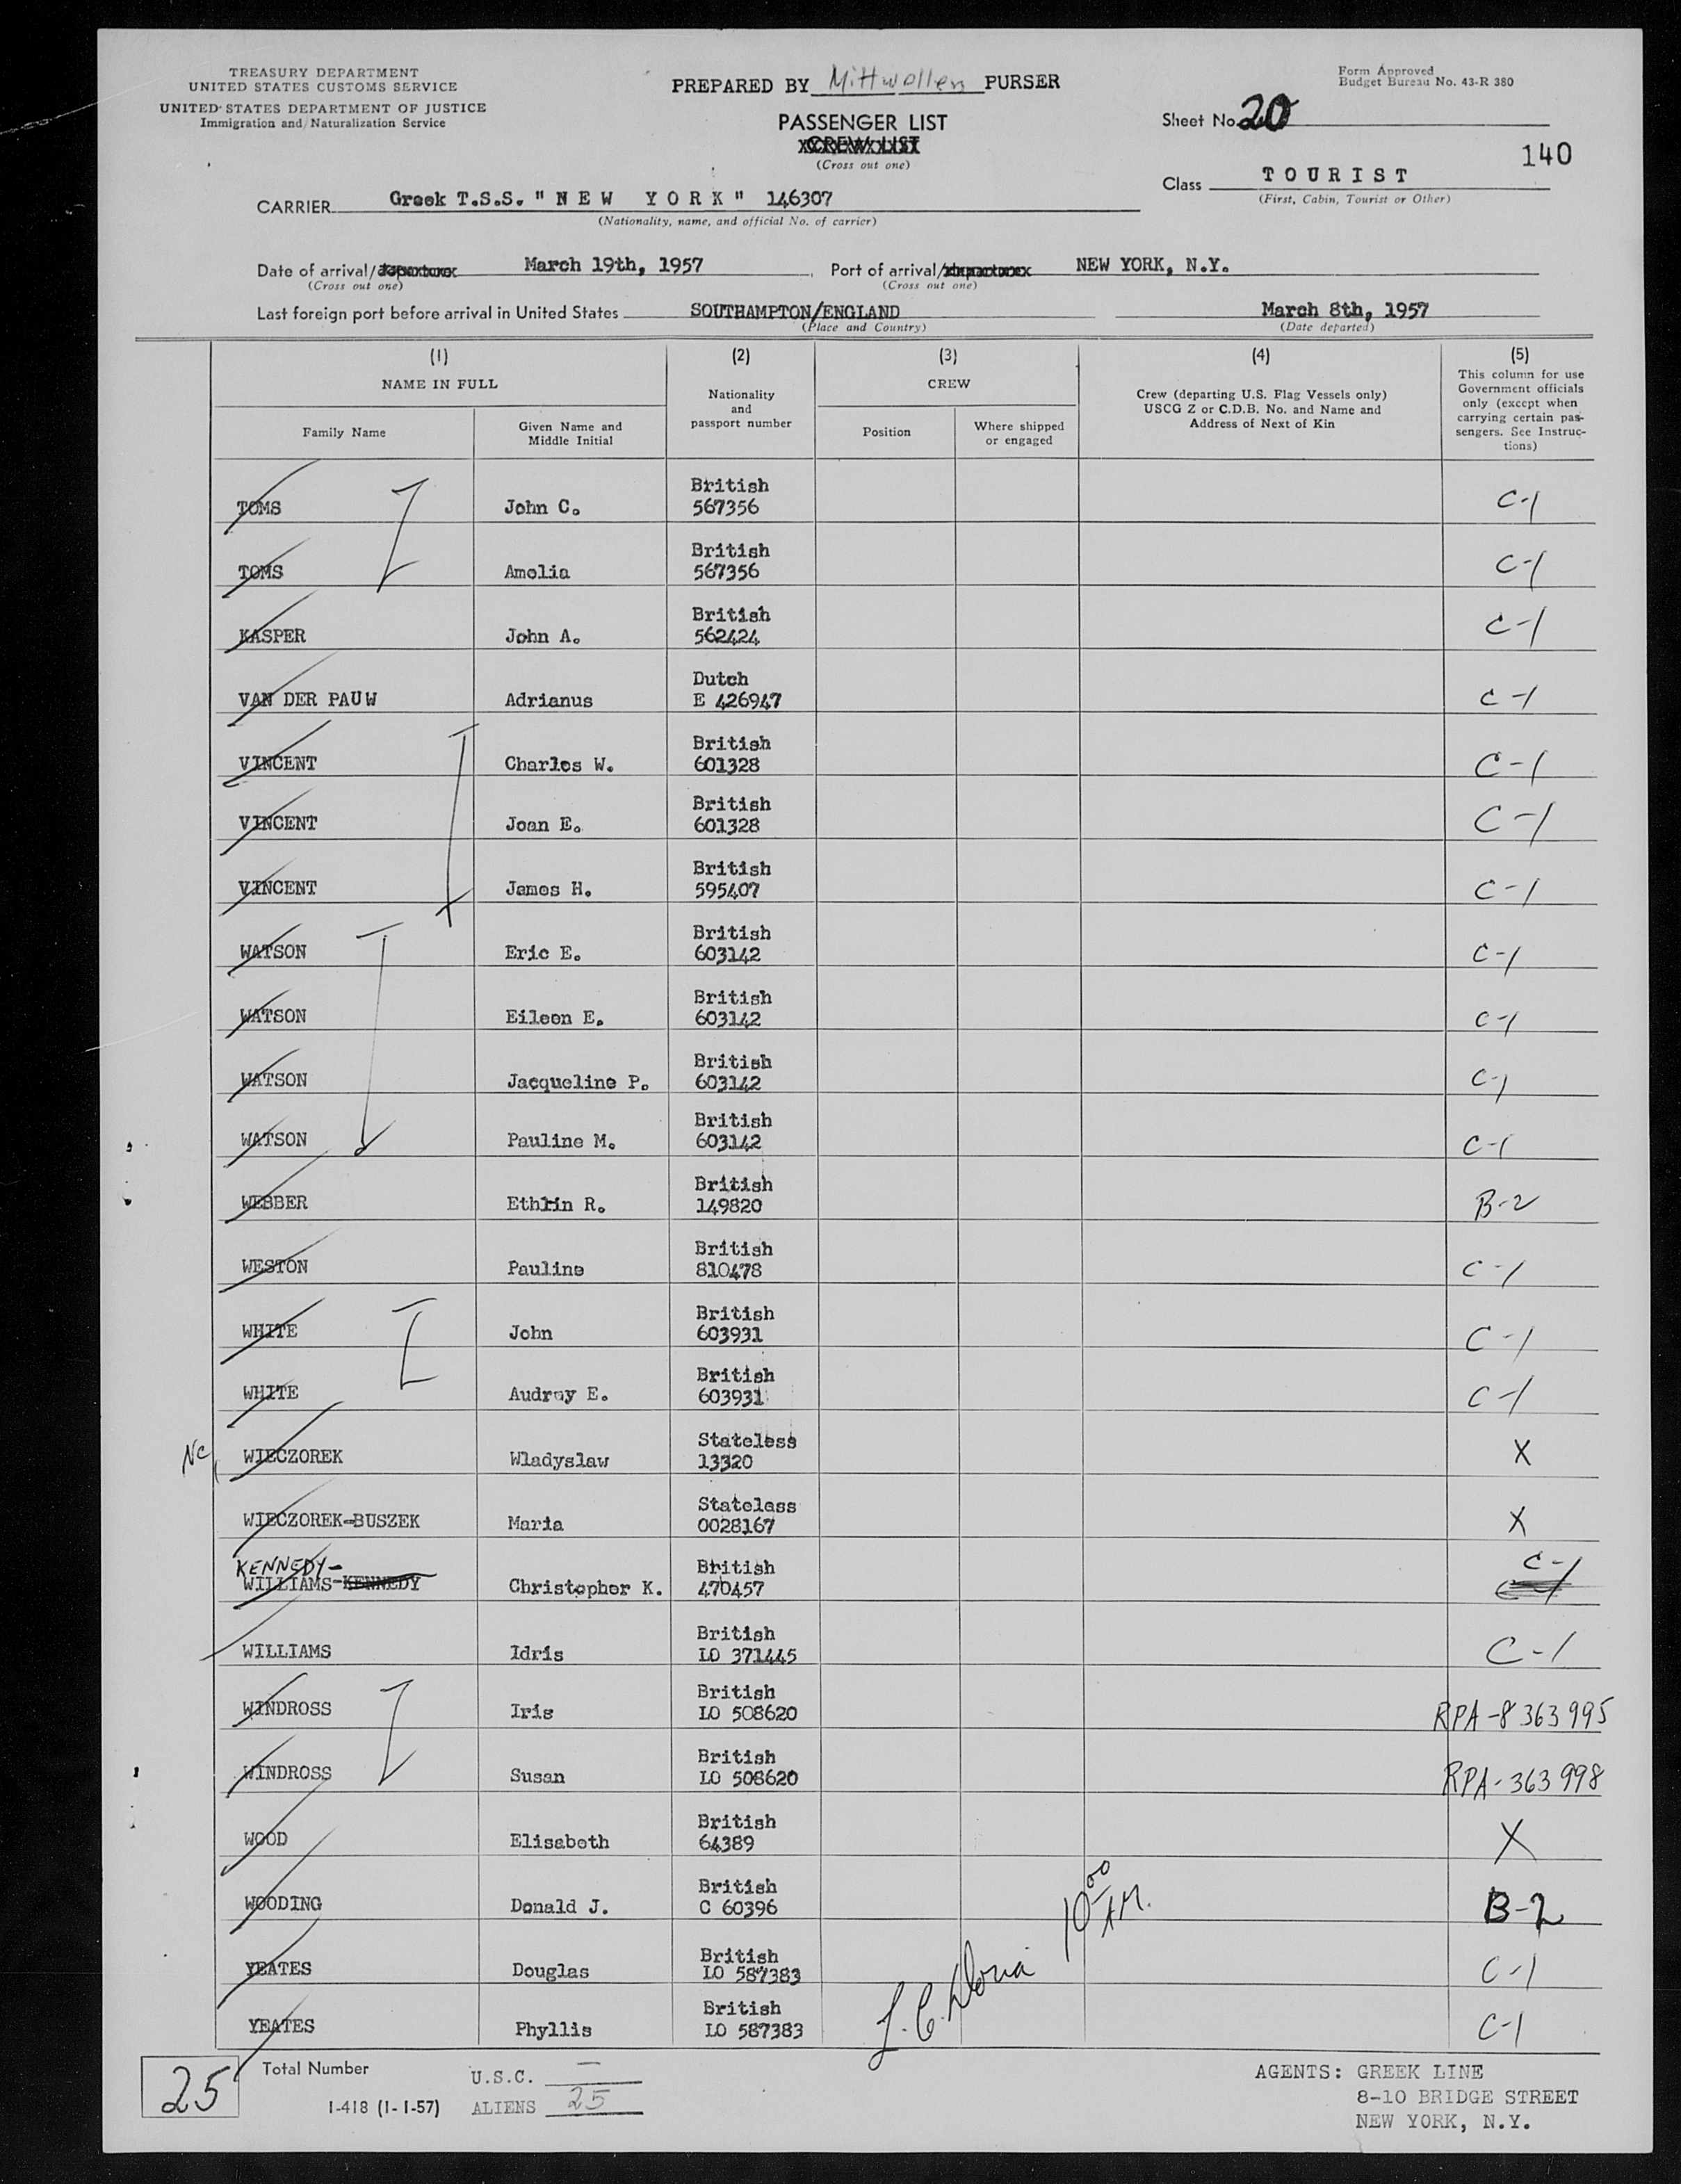 TREASURY DEPARTMENT
UNITED STATES CUSTOMS SERVICE
UNITED STATES DEPARTMENT OF JUSTICE
Immigration and Naturalization Service
PREPARED BY Mittwollen PURSER
PASSENGER LIST
CREW LIST
(Cross out one)
Form Approved
Budget Bureau No. 43-R 380
Sheet No. 20
140
Class TOURIST
(First, Cabin, Tourist or Other)
CARRIER Greek T.S.S. "NEW YORK" 146307
(Nationality, name, and official No. of carrier)
Date of arrival/departure March 19th, 1957 Port of arrival/departure NEW YORK, N.Y.
(Cross out one) (Cross out one)
Last foreign port before arrival in United States SOUTHAMPTON/ENGLAND March 8th, 1957
(Place and Country) (Date departed)
(1) (2) (3) (4) (5)
NAME IN FULL
Family Name
Given Name and
Middle Initial
Nationality
and
passport number
CREW
Position
Where shipped
or engaged
Crew (departing U.S. Flag Vessels only)
USCG Z or C.D.B. No. and Name and
Address of Next of Kin
This column for use
Government officials
only (except when
carrying certain pas-
sengers. See Instruc-
tions)
British
TOMS John C. 567356 C-1
British
TOMS Amelia 567356 C-1
British
KASPER John A. 562424 C-1
Dutch
VAN DER PAUW Adrianus E 426947 C-1
British
VINCENT Charles W. 601328 C-1
British
VINCENT Joan E. 601328 C-1
British
VINCENT James H. 595407 C-1
British
WATSON Eric E. 603142 C-1
British
WATSON Eileen E. 603142 C-1
British
WATSON Jacqueline P. 603142 C-1
British
WATSON Pauline M. 603142 C-1
British
WEBBER Ethlin R. 149820 B-2
British
WESTON Pauline 810478 C-1
British
WHITE John 603931 C-1
British
WHITE Audrey E. 603931 C-1
Stateless
NC WIECZOREK Wladyslaw 13320 X
Stateless
WIECZOREK-BUSZEK Maria 0028167 X
KENNEDY- British C-1
WILLIAMS-KENNEDY Christopher K. 470457 C-1
British
WILLIAMS Idris LO 371445 C-1
British
WINDROSS Iris LO 508620 RPA-8 363 995
British
WINDROSS Susan LO 508620 RPA-363 998
British
WOOD Elisabeth 64389 X
British
WOODING Donald J. C 60396 10 00 AM. B-2
British
YEATES Douglas LO 587383 C-1
British
YEATES Phyllis LO 587383 C-1
25 Total Number U.S.C. —
I-418 (1-1-57) ALIENS 25
AGENTS: GREEK LINE
8-10 BRIDGE STREET
NEW YORK, N.Y.